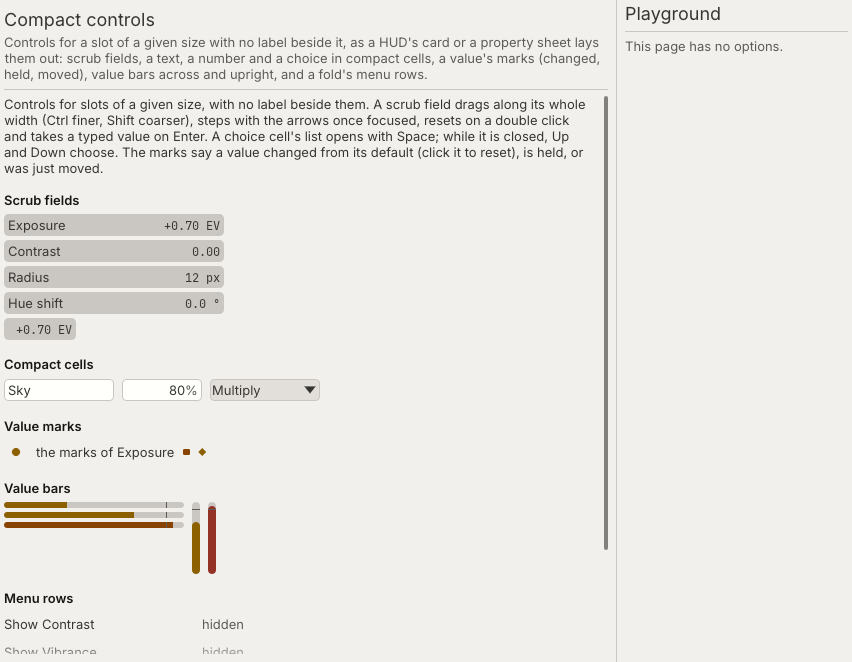 Compact controls
Controls for a slot of a given size with no label beside it, as a HUD's card or a property sheet lays
them out: scrub fields, a text, a number and a choice in compact cells, a value's marks (changed,
held, moved), value bars across and upright, and a fold's menu rows.
Controls for slots of a given size, with no label beside them. A scrub field drags along its whole
width (Ctrl finer, Shift coarser), steps with the arrows once focused, resets on a double click
and takes a typed value on Enter. A choice cell's list opens with Space; while it is closed, Up
and Down choose. The marks say a value changed from its default (click it to reset), is held, or
was just moved.
Scrub fields
Exposure +0.70 EV
Contrast 0.00
Radius 12 px
Hue shift 0.0 °
+0.70 EV
Compact cells
Sky 80% Multiply
Value marks
the marks of Exposure
Value bars
Menu rows
Show Contrast hidden
Show Vibrance hidden
Playground
This page has no options.